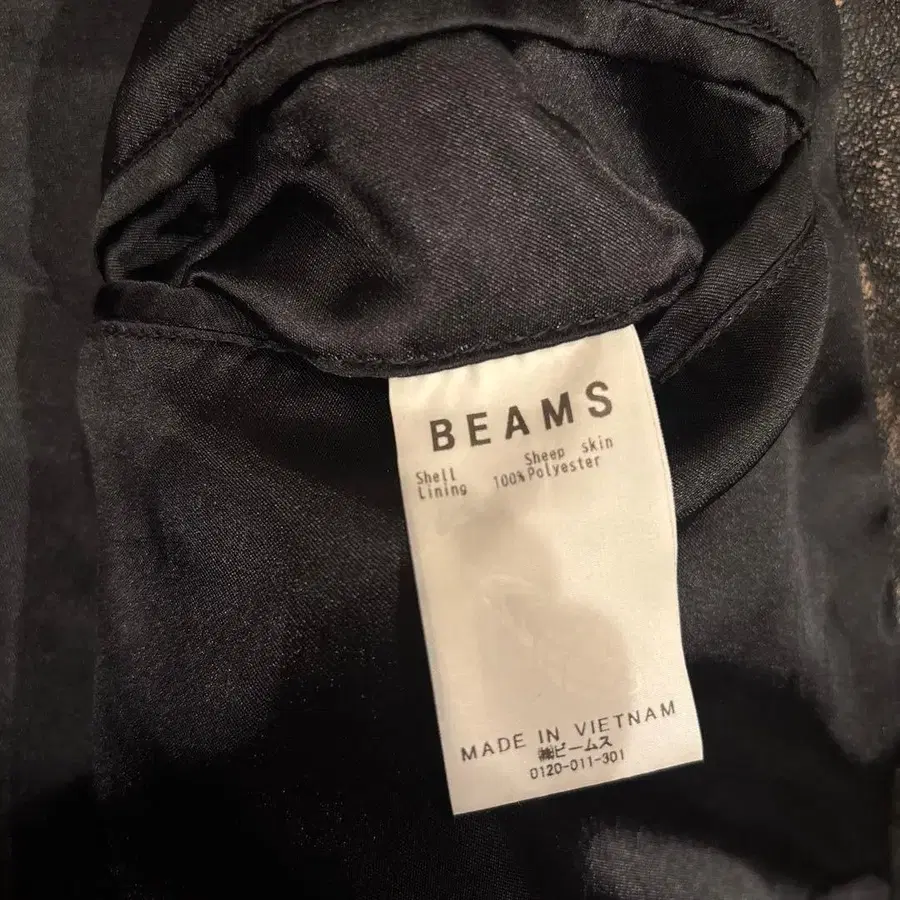 BEAMS
Shell Sheep skin
Lining 100%Polyester
MADE IN VIETNAM
㈱ビームス
0120-011-301